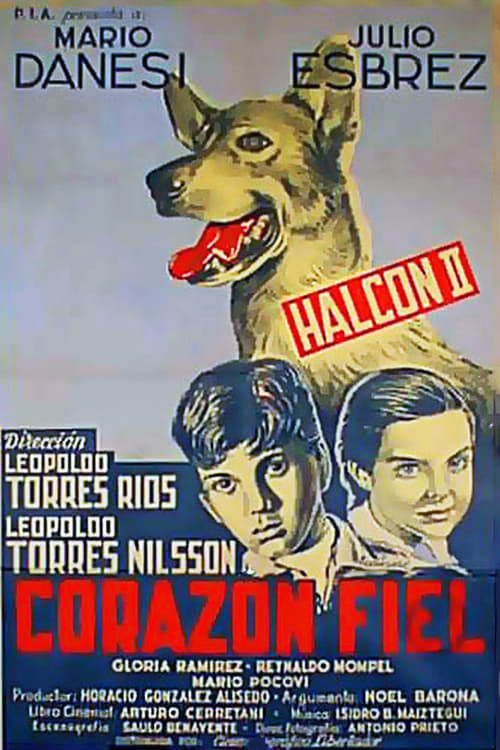 P.I.A. presenta a:
MARIO DANESI
JULIO ESBREZ
HALCON II
Dirección
LEOPOLDO
TORRES RIOS
LEOPOLDO
TORRES NILSSON
CORAZON FIEL
GLORIA RAMIREZ - REYNALDO MOMPEL
MARIO POCOVI
Productor: HORACIO GONZALEZ ALISEDO - Argumento: NOEL BARONA
Libro Cinemat.: ARTURO CERRETANI - Música: ISIDRO B. MAIZTEGUI
Escenografia SAULO BENAVENTE - Direc. Fotografia: ANTONIO PRIETO